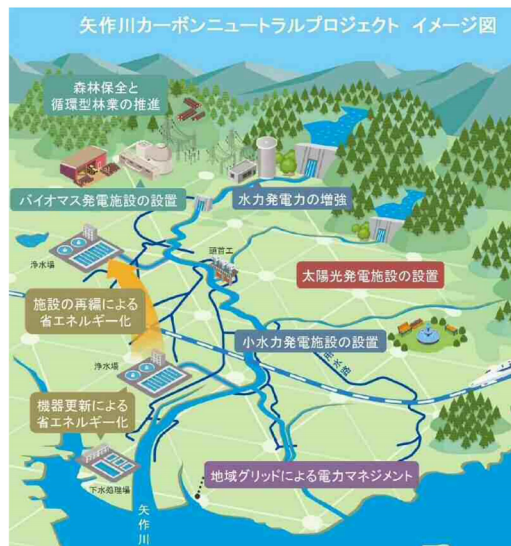 矢作川カーボンニュートラルプロジェクト イメージ図
森林保全と
循環型林業の推進
バイオマス発電施設の設置
水力発電力の増強
浄水場
頭首工
太陽光発電施設の設置
施設の再編による
省エネルギー化
小水力発電施設の設置
用水路
浄水場
機器更新による
省エネルギー化
下水処理場
矢作川
地域グリッドによる電力マネジメント